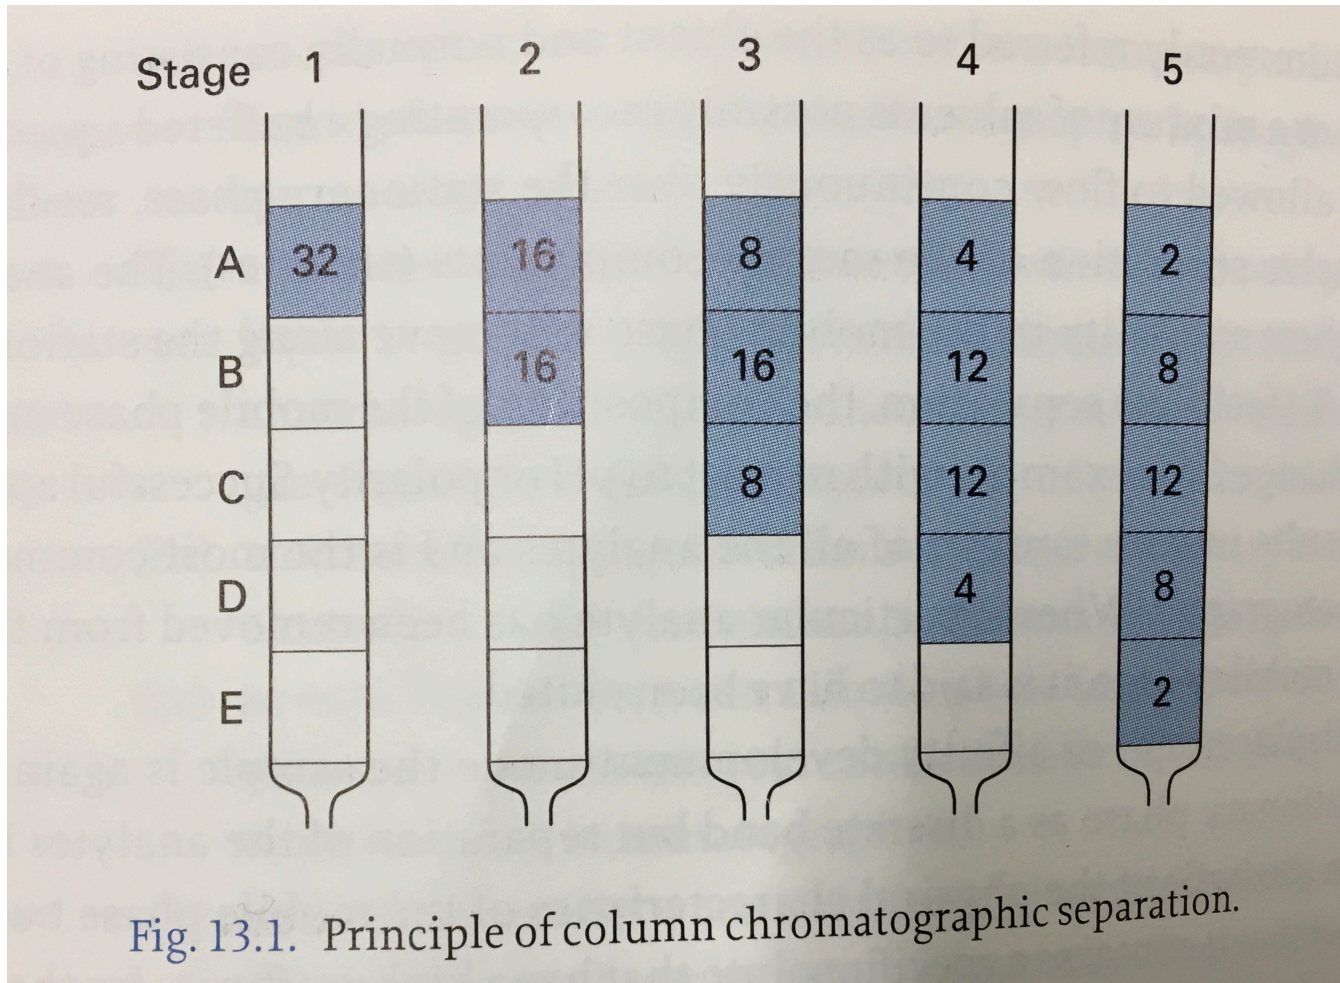 Stage 1 2 3 4 5
A 32 16 8 4 2
B 16 16 12 8
C 8 12 12
D 4 8
E 2
Fig. 13.1. Principle of column chromatographic separation.